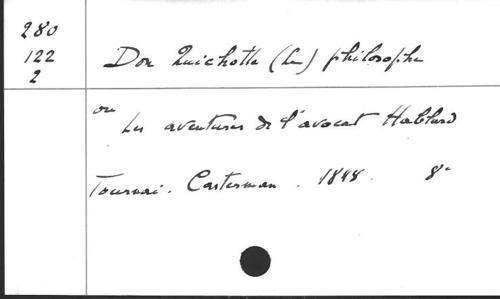 280
122
2
Don Quichotte (Le) philosophe
ou
Les aventures de l'avocat Hablard
Tournai. Casterman. 1848. 8°